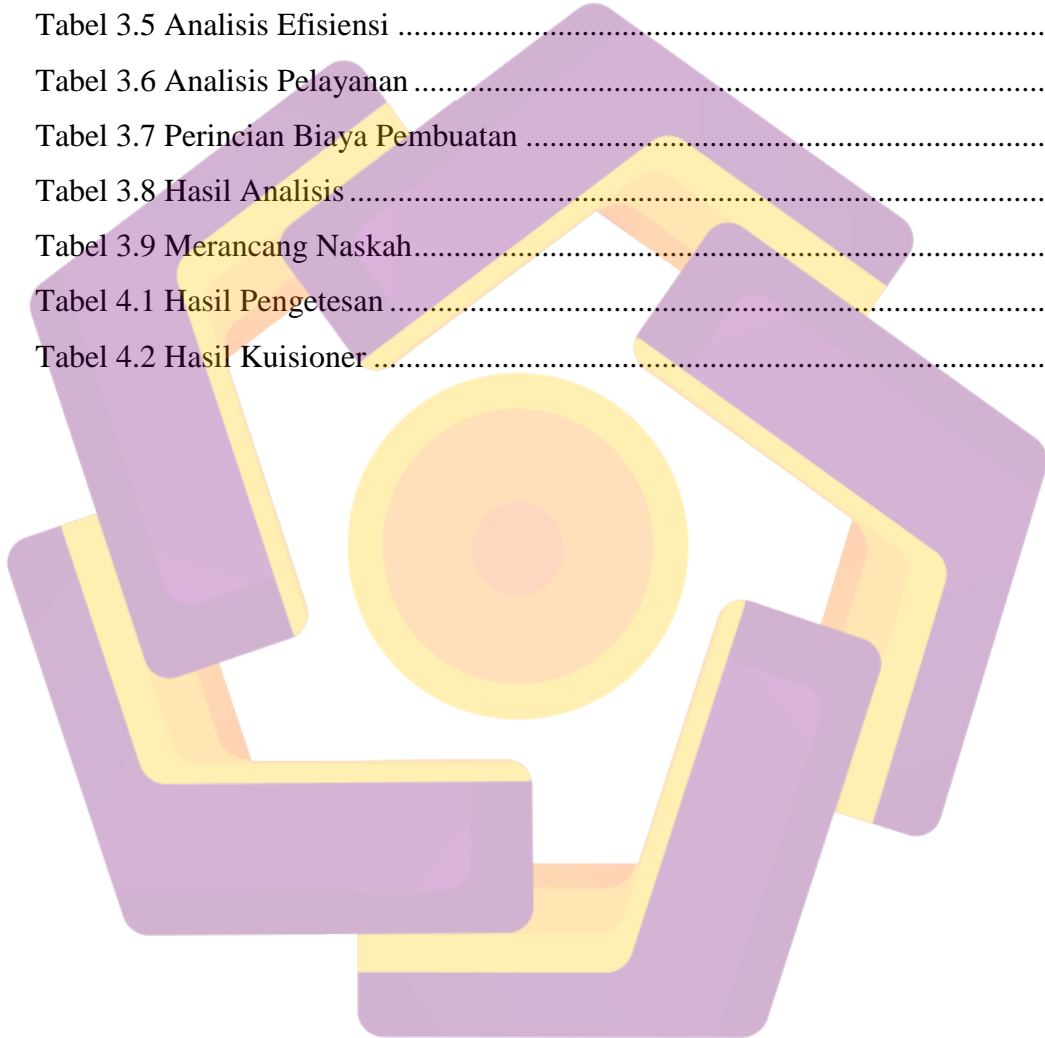 Tabel 3.5 Analisis Efisiensi ................................................................................
Tabel 3.6 Analisis Pelayanan ..............................................................................
Tabel 3.7 Perincian Biaya Pembuatan ................................................................
Tabel 3.8 Hasil Analisis ......................................................................................
Tabel 3.9 Merancang Naskah..............................................................................
Tabel 4.1 Hasil Pengetesan .................................................................................
Tabel 4.2 Hasil Kuisioner ...................................................................................